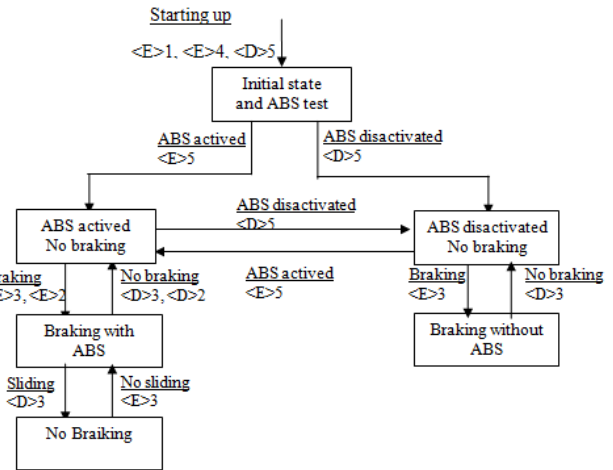 Starting up
<E>1, <E>4, <D>5
Initial state
and ABS test
ABS actived
<E>5
ABS disactivated
<D>5
ABS actived
No braking
ABS disactivated
<D>5
ABS disactivated
No braking
ABS actived
<E>5
raking
E>3, <E>2
No braking
<D>3, <D>2
Braking
<E>3
No braking
<D>3
Braking with
ABS
Braking without
ABS
Sliding
<D>3
No sliding
<E>3
No Braiking